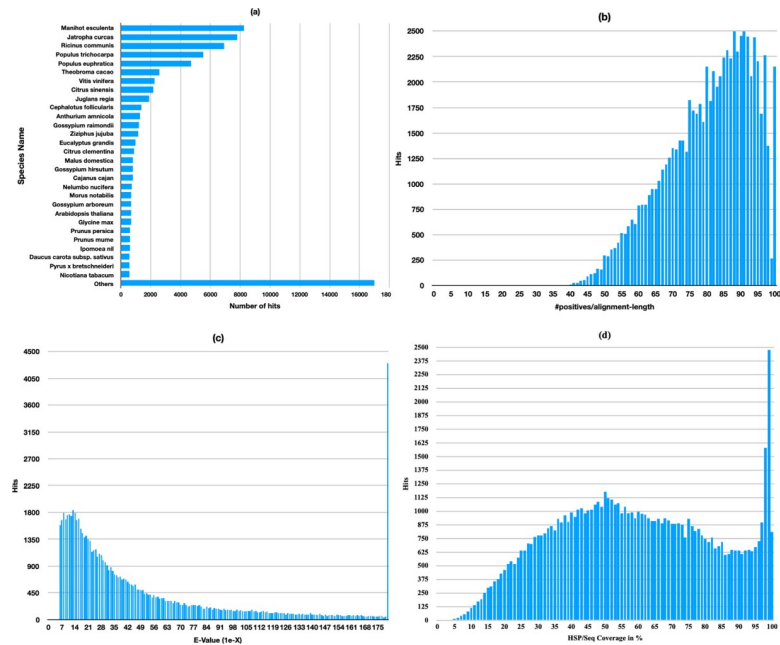 (a)
Species Name
Manihot esculenta
Jatropha curcas
Ricinus communis
Populus trichocarpa
Populus euphratica
Theobroma cacao
Vitis vinifera
Citrus sinensis
Juglans regia
Cephalotus follicularis
Anthurium amnicola
Gossypium raimondii
Ziziphus jujuba
Eucalyptus grandis
Citrus clementina
Malus domestica
Gossypium hirsutum
Cajanus cajan
Nelumbo nucifera
Morus notabilis
Gossypium arboreum
Arabidopsis thaliana
Glycine max
Prunus persica
Prunus mume
Ipomoea nil
Daucus carota subsp. sativus
Pyrus x bretschneideri
Nicotiana tabacum
Others
0 2000 4000 6000 8000 10000 12000 14000 16000 180
Number of hits
(b)
Hits
2500
2250
2000
1750
1500
1250
1000
750
500
250
0
0 5 10 15 20 25 30 35 40 45 50 55 60 65 70 75 80 85 90 95 100
#positives/alignment-length
(c)
Hits
4500
4050
3600
3150
2700
2250
1800
1350
900
450
0
7 14 21 28 35 42 49 56 63 70 77 84 91 98 105 112 119 126 133 140 147 154 161 168 175
E-Value (1e-X)
(d)
Hits
2500
2375
2250
2125
2000
1875
1750
1625
1500
1375
1250
1125
1000
875
750
625
500
375
250
125
0 5 10 15 20 25 30 35 40 45 50 55 60 65 70 75 80 85 90 95 100
HSP/Seq Coverage in %